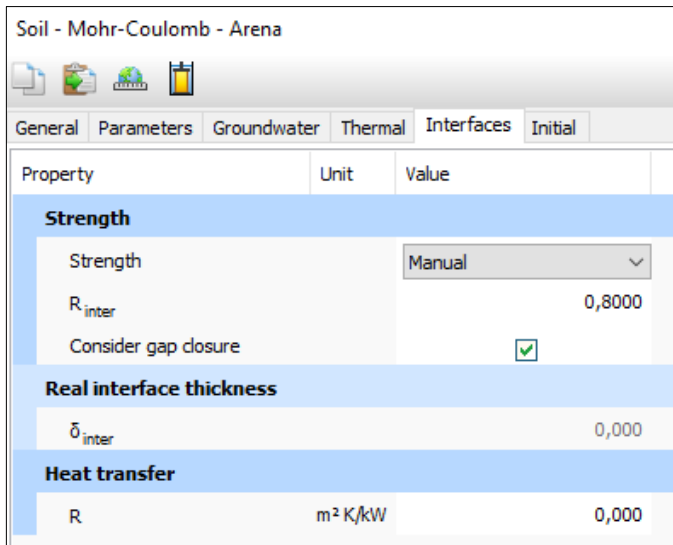 Soil - Mohr-Coulomb - Arena
General Parameters Groundwater Thermal Interfaces Initial
Property Unit Value
Strength
Strength Manual
R inter 0,8000
Consider gap closure
Real interface thickness
δ inter 0,000
Heat transfer
R m² K/kW 0,000